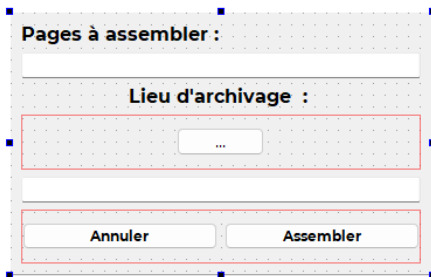 Pages à assembler :
Lieu d'archivage  :
...
Annuler Assembler